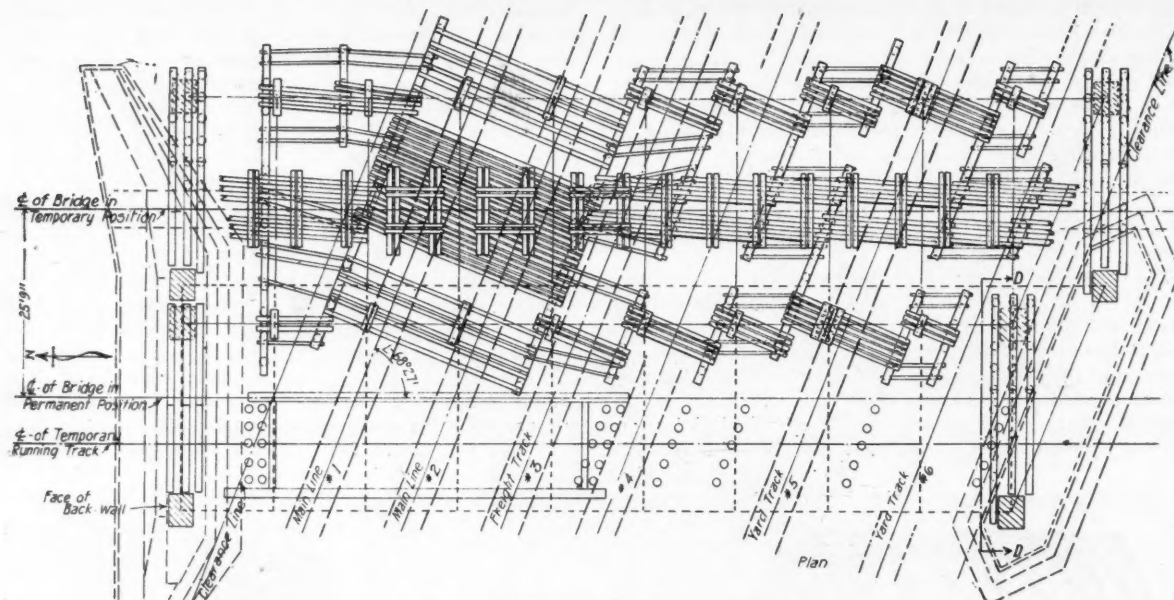 Clearance Line
℄ of Bridge in
Temporary Position
25'9"
N
℄ of Bridge in
Permanent Position
℄ of Temporary
Running Track
Face of
Back wall
Clearance Line
Main Line #1
Main Line #2
Freight Track #3
#4
Yard Track #5
Yard Track #6
D
D
Plan